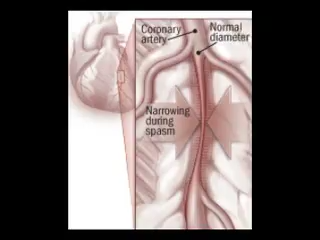 Coronary
artery
Normal
diameter
Narrowing
during
spasm